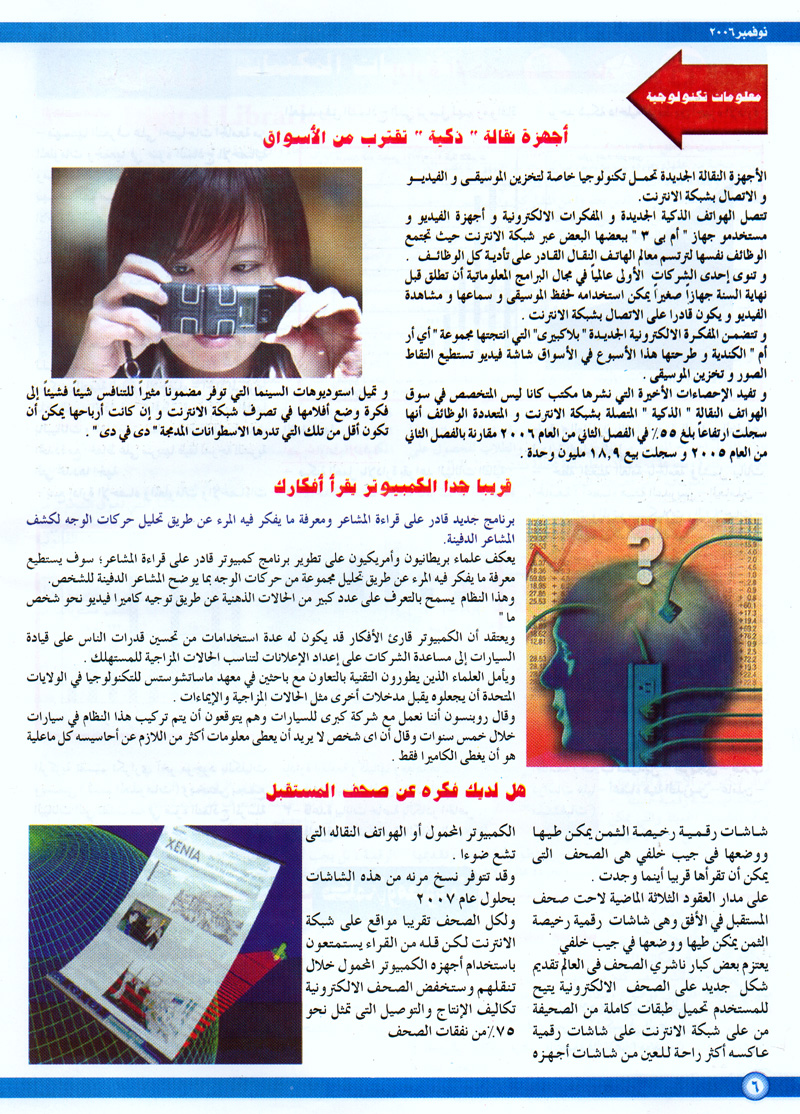 نوفمبر ٢٠٠٦
معلومات تكنولوجية
أجهزة نقالة " ذكية " تقترب من الأسواق
الأجهزة النقالة الجديدة تحمل تكنولوجيا خاصة لتخزين الموسيقى و الفيديو
و الاتصال بشبكة الانترنت.
تتصل الهواتف الذكية الجديدة و المفكرات الالكترونية و أجهزة الفيديو و
مستخدمو جهاز " أم بى ٣ " ببعضها البعض عبر شبكة الانترنت حيث تجتمع
الوظائف نفسها لترتسم معالم الهاتف النقال القادر على تأدية كل الوظائف .
و تنوى إحدى الشركات الأولى عالمياً في مجال البرامج المعلوماتية أن تطلق قبل
نهاية السنة جهازاً صغيراً يمكن استخدامه لحفظ الموسيقى و سماعها و مشاهدة
الفيديو و يكون قادرا على الاتصال بشبكة الانترنت .
و تتضمن المفكرة الالكترونية الجديدة " بلاكبيرى" التي انتجتها مجموعة " أي أر
أم " الكندية و طرحتها هذا الأسبوع في الأسواق شاشة فيديو تستطيع التقاط
الصور و تخزين الموسيقى .
و تفيد الإحصاءات الأخيرة التي نشرها مكتب كانا ليس المتخصص في سوق
الهواتف النقالة " الذكية " المتصلة بشبكة الانترنت و المتعددة الوظائف أنها
سجلت ارتفاعاً بلغ ٥٥٪ في الفصل الثاني من العام ٢٠٠٦ مقارنة بالفصل الثاني
من العام ٢٠٠٥ و سجلت بيع ١٨,٩ مليون وحدة .
و تميل استوديوهات السينما التي توفر مضموناً مثيراً للتنافس شيئاً فشيئاً إلى
فكرة وضع أفلامها في تصرف شبكة الانترنت و إن كانت أرباحها يمكن أن
تكون أقل من تلك التي تدرها الاسطوانات المدمجة " دى فى دى " .
قريبا جدا الكمبيوتر يقرأ أفكارك
برنامج جديد قادر على قراءة المشاعر ومعرفة ما يفكر فيه المرء عن طريق تحليل حركات الوجه لكشف
المشاعر الدفينة.
يعكف علماء بريطانيون وأمريكيون على تطوير برنامج كمبيوتر قادر على قراءة المشاعر؛ سوف يستطيع
معرفة ما يفكر فيه المرء عن طريق تحليل مجموعة من حركات الوجه بما يوضح المشاعر الدفينة للشخص.
وهذا النظام يسمح بالتعرف على عدد كبير من الحالات الذهنية عن طريق توجيه كاميرا فيديو نحو شخص
ما "
ويعتقد أن الكمبيوتر قارئ الأفكار قد يكون له عدة استخدامات من تحسين قدرات الناس على قيادة
السيارات إلى مساعدة الشركات على إعداد الإعلانات لتناسب الحالات المزاجية للمستهلك .
ويأمل العلماء الذين يطورون التقنية بالتعاون مع باحثين في معهد ماساتشوستس للتكنولوجيا في الولايات
المتحدة أن يجعلوه يقبل مدخلات أخرى مثل الحالات المزاجية والإيماءات .
وقال روبنسون أننا نعمل مع شركة كبرى للسيارات وهم يتوقعون أن يتم تركيب هذا النظام في سيارات
خلال خمس سنوات وقال أن اى شخص لا يريد أن يعطى معلومات أكثر من اللازم عن أحاسيسه كل ماعلية
هو أن يغطى الكاميرا فقط .
هل لديك فكره عن صحف المستقبل
شاشات رقمية رخيصة الثمن يمكن طيها
ووضعها في جيب خلفي هى الصحف التى
يمكن أن تقرأها قربيا أينما وجدت .
على مدار العقود الثلاثة الماضية لاحت صحف
المستقبل في الأفق وهى شاشات رقمية رخيصة
الثمن يمكن طيها ووضعها في جيب خلفي
يعتزم بعض كبار ناشري الصحف فى العالم تقديم
شكل جديد على الصحف الالكترونية يتيح
للمستخدم تحميل طبقات كاملة من الصحيفة
من على شبكة الانترنت على شاشات رقمية
عاكسه أكثر راحة للعين من شاشات أجهزه
الكمبيوتر المحمول أو الهواتف النقاله التى
تشع ضوءا .
وقد تتوفر نسخ مرنه من هذه الشاشات
بحلول عام ٢٠٠٧
ولكل الصحف تقريبا مواقع على شبكة
الانترنت لكن قله من القراء يستمتعون
باستخدام أجهزه الكمبيوتر المحمول خلال
تنقلهم وستخفض الصحف الالكترونية
تكاليف الإنتاج والتوصيل التى تمثل نحو
٧٥٪من نفقات الصحف
XENIA
٦